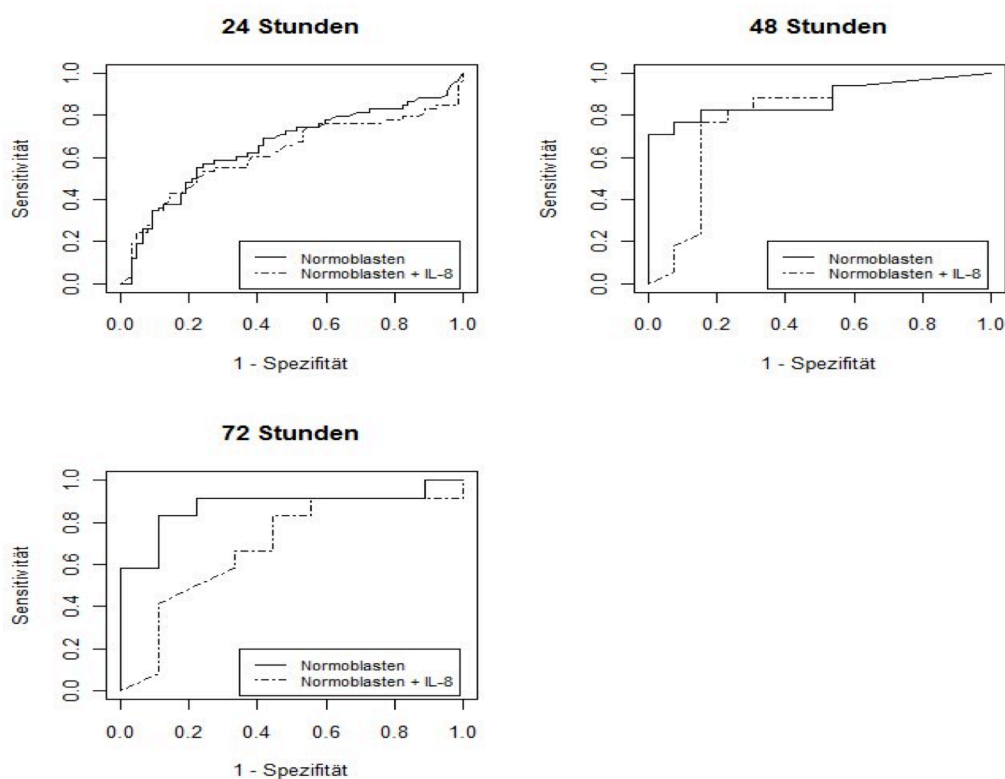 24 Stunden
Sensitivität
0.0 0.2 0.4 0.6 0.8 1.0
Normoblasten
Normoblasten + IL-8
0.0 0.2 0.4 0.6 0.8 1.0
1 - Spezifität
48 Stunden
Sensitivität
0.0 0.2 0.4 0.6 0.8 1.0
Normoblasten
Normoblasten + IL-8
0.0 0.2 0.4 0.6 0.8 1.0
1 - Spezifität
72 Stunden
Sensitivität
0.0 0.2 0.4 0.6 0.8 1.0
Normoblasten
Normoblasten + IL-8
0.0 0.2 0.4 0.6 0.8 1.0
1 - Spezifität